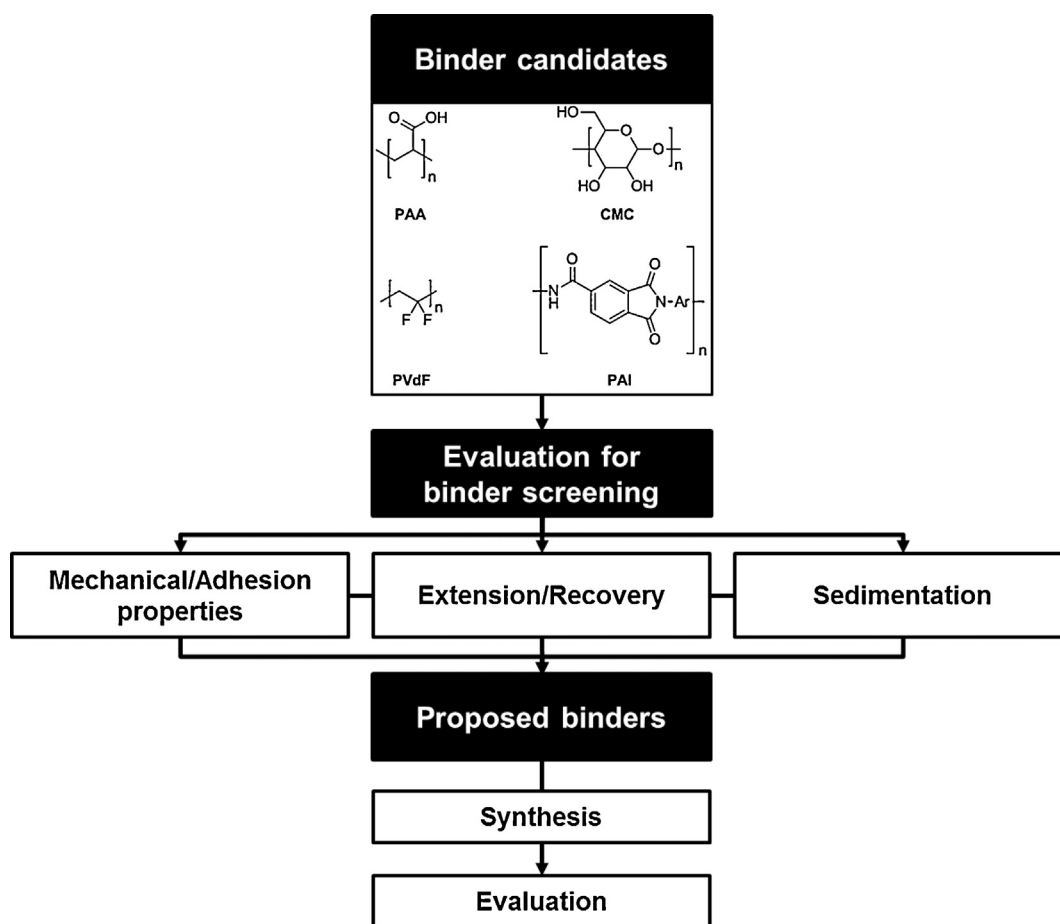 Binder candidates
O
OH
n
PAA
HO
O
O
n
HO
OH
CMC
n
F
F
PVdF
O
N
H
O
N-Ar
O
n
PAI
Evaluation for
binder screening
Mechanical/Adhesion
properties
Extension/Recovery
Sedimentation
Proposed binders
Synthesis
Evaluation